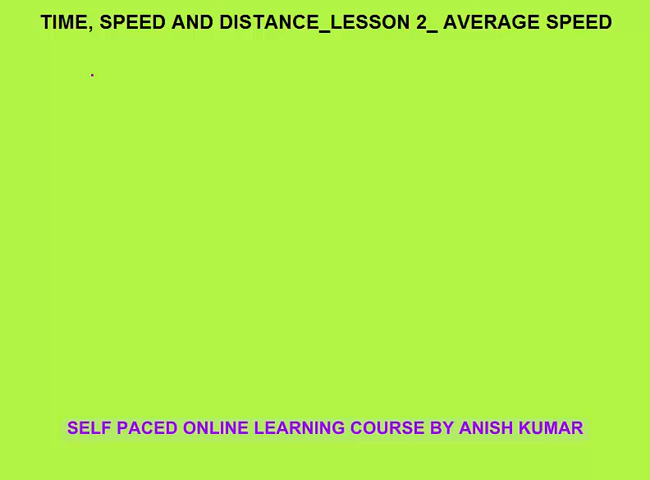 TIME, SPEED AND DISTANCE_LESSON 2_ AVERAGE SPEED
SELF PACED ONLINE LEARNING COURSE BY ANISH KUMAR